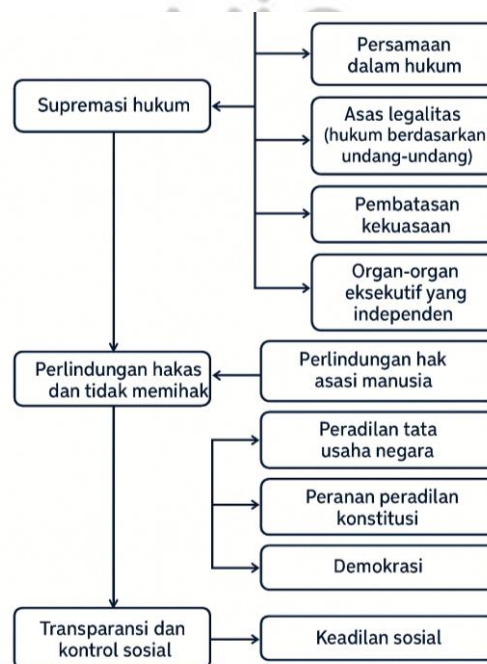 Persamaan
dalam hukum
Supremasi hukum
Asas legalitas
(hukum berdasarkan
undang-undang)
Pembatasan
kekuasaan
Organ-organ
eksekutif yang
independen
Perlindungan hakas
dan tidak memihak
Perlindungan hak
asasi manusia
Peradilan tata
usaha negara
Peranan peradilan
konstitusi
Demokrasi
Transparansi dan
kontrol sosial
Keadilan sosial